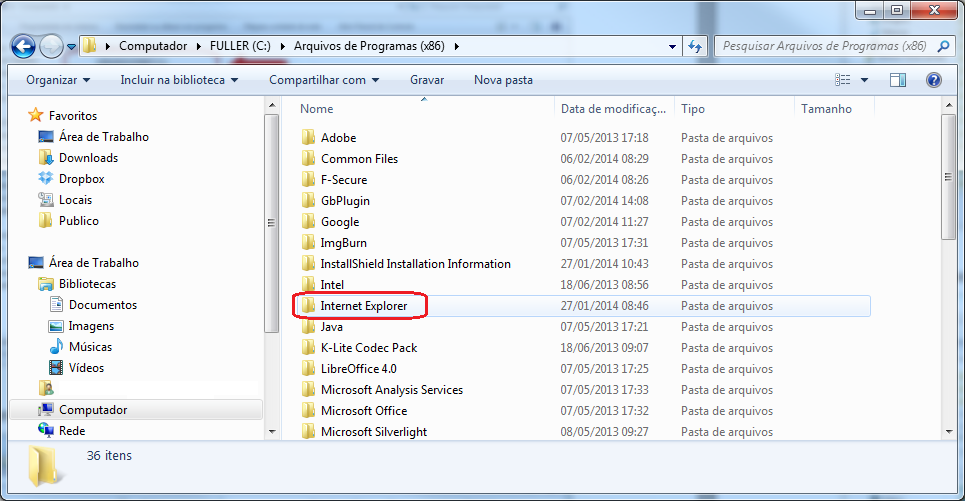 Computador ▸ FULLER (C:) ▸ Arquivos de Programas (x86) ▸
Pesquisar Arquivos de Programas (x86)
Organizar Incluir na biblioteca Compartilhar com Gravar Nova pasta
Favoritos
Área de Trabalho
Downloads
Dropbox
Locais
Publico
Área de Trabalho
Bibliotecas
Documentos
Imagens
Músicas
Vídeos
Computador
Rede
Nome Data de modificaç... Tipo Tamanho
Adobe 07/05/2013 17:18 Pasta de arquivos
Common Files 06/02/2014 08:29 Pasta de arquivos
F-Secure 06/02/2014 08:26 Pasta de arquivos
GbPlugin 07/02/2014 14:08 Pasta de arquivos
Google 07/02/2014 11:27 Pasta de arquivos
ImgBurn 07/05/2013 17:31 Pasta de arquivos
InstallShield Installation Information 27/01/2014 10:43 Pasta de arquivos
Intel 18/06/2013 08:56 Pasta de arquivos
Internet Explorer 27/01/2014 08:46 Pasta de arquivos
Java 07/05/2013 17:21 Pasta de arquivos
K-Lite Codec Pack 18/06/2013 09:07 Pasta de arquivos
LibreOffice 4.0 07/05/2013 17:25 Pasta de arquivos
Microsoft Analysis Services 07/05/2013 17:33 Pasta de arquivos
Microsoft Office 07/05/2013 17:32 Pasta de arquivos
Microsoft Silverlight 08/05/2013 09:27 Pasta de arquivos
36 itens